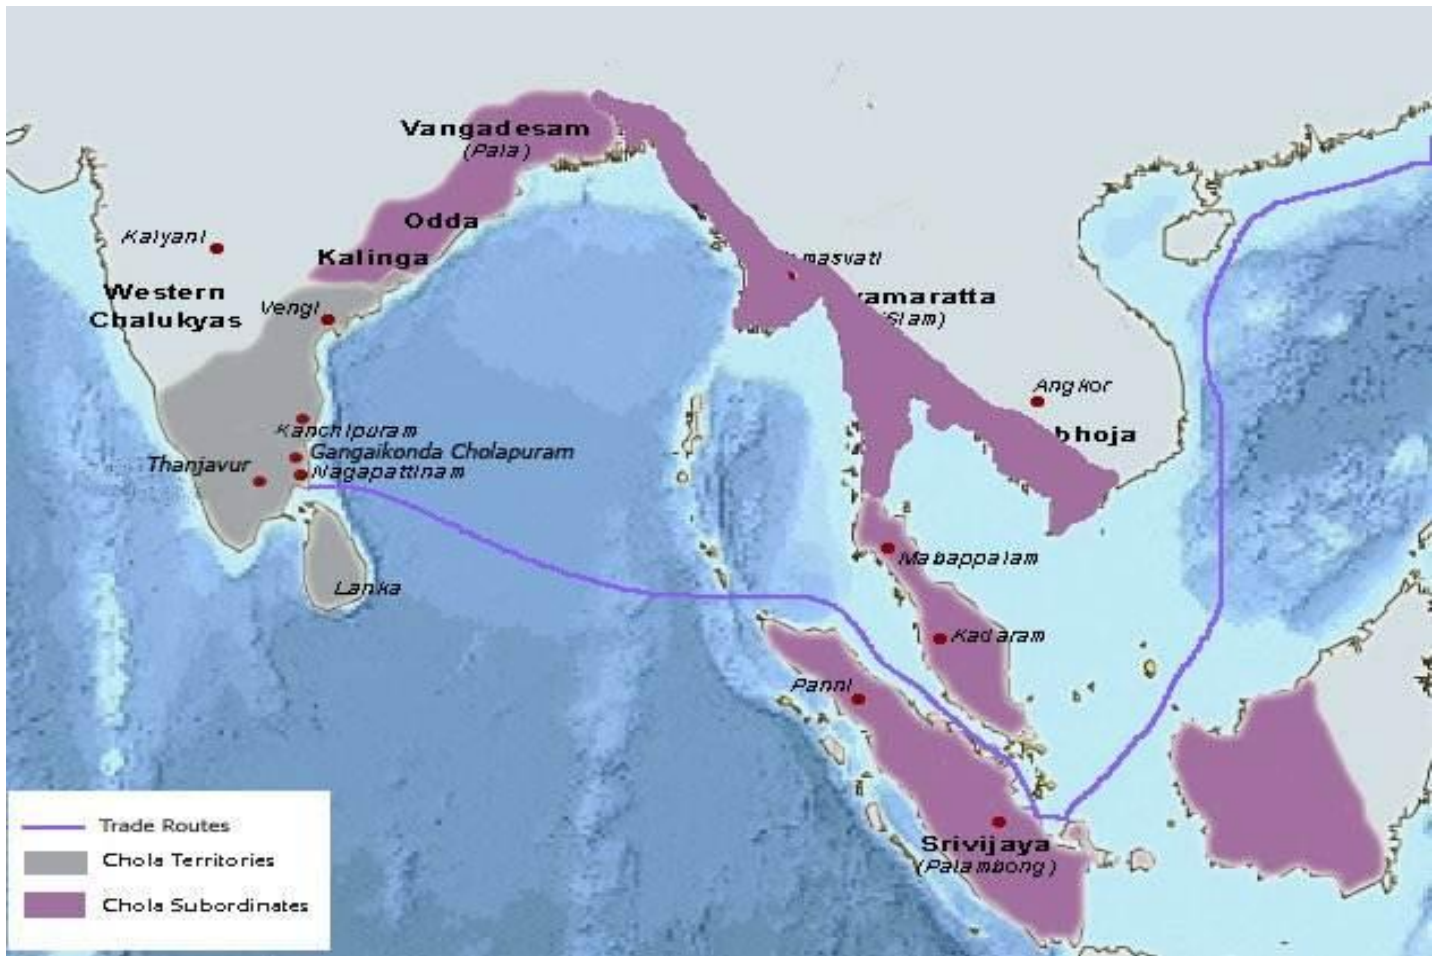 Vangadesam
(Pala)
Odda
Kalinga
Kalyani
Western
Chalukyas
Vengi
masvati
amaratta
(Siam)
Angkor
bhoja
Kanchipuram
Gangaikonda Cholapuram
Thanjavur
Nagapattinam
Lanka
Mabappalam
Kadaram
Panni
Srivijaya
(Palambong)
Trade Routes
Chola Territories
Chola Subordinates